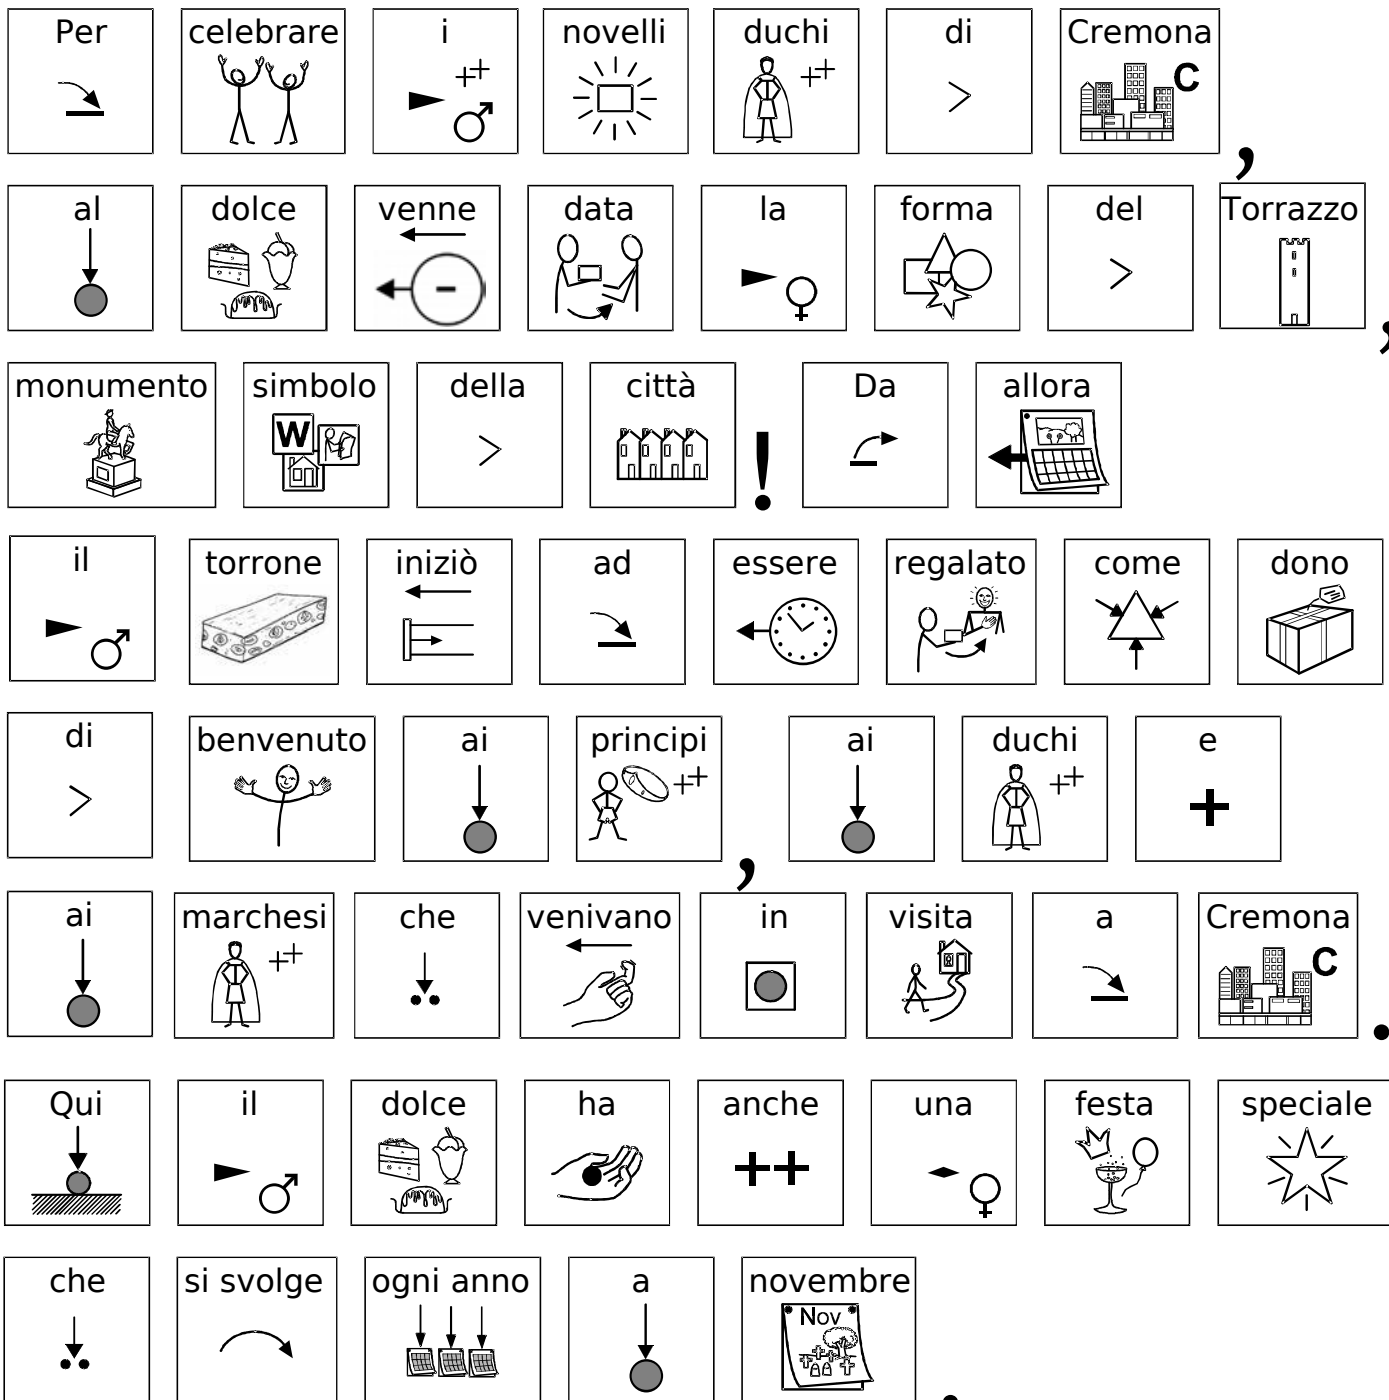 Per celebrare i novelli duchi di Cremona C,
al dolce venne data la forma del Torrazzo,
monumento simbolo W della città! Da allora
il torrone iniziò ad essere regalato come dono
di benvenuto ai principi, ai duchi e
ai marchesi che venivano in visita a Cremona C.
Qui il dolce ha anche una festa speciale
che si svolge ogni anno a novembre Nov.